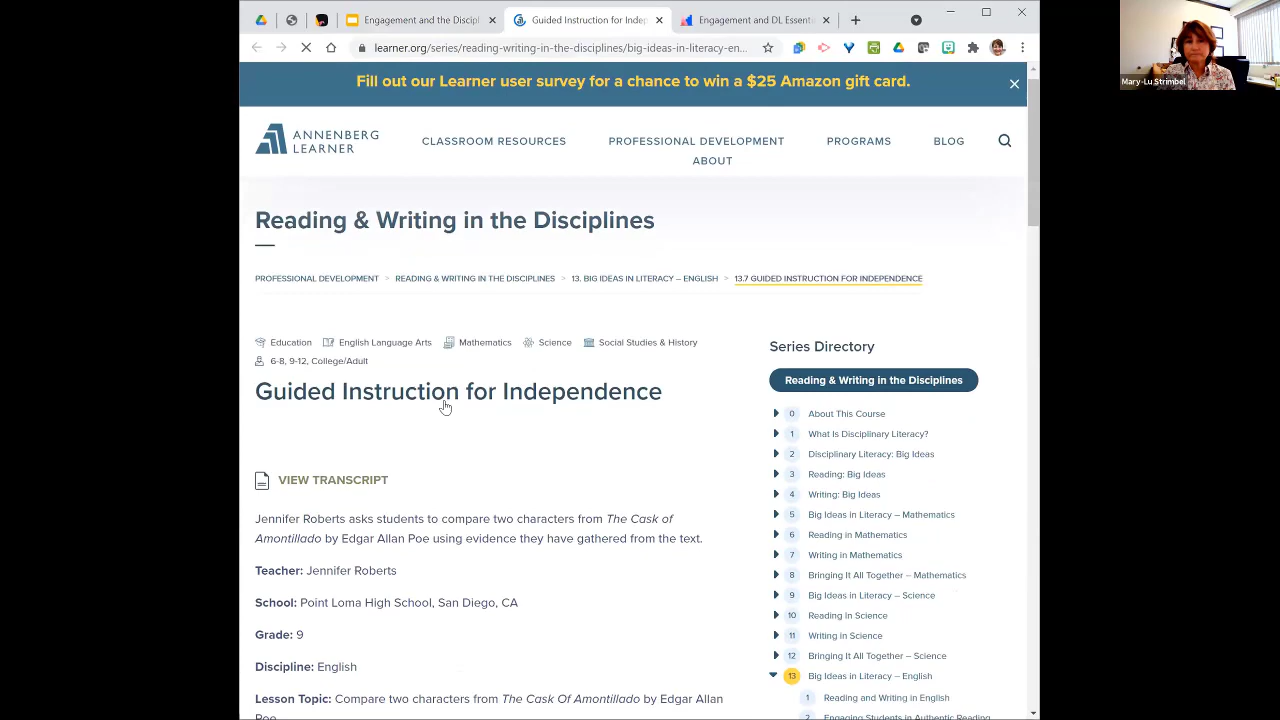 Engagement and the Discipl
Guided Instruction for Indep
Engagement and DL Essenti
learner.org/series/reading-writing-in-the-disciplines/big-ideas-in-literacy-en...
Fill out our Learner user survey for a chance to win a $25 Amazon gift card.
ANNENBERG
LEARNER
CLASSROOM RESOURCES
PROFESSIONAL DEVELOPMENT
PROGRAMS
BLOG
ABOUT
Reading & Writing in the Disciplines
PROFESSIONAL DEVELOPMENT > READING & WRITING IN THE DISCIPLINES > 13. BIG IDEAS IN LITERACY – ENGLISH > 13.7 GUIDED INSTRUCTION FOR INDEPENDENCE
Education English Language Arts Mathematics Science Social Studies & History
6-8, 9-12, College/Adult
Guided Instruction for Independence
VIEW TRANSCRIPT
Jennifer Roberts asks students to compare two characters from The Cask of
Amontillado by Edgar Allan Poe using evidence they have gathered from the text.
Teacher: Jennifer Roberts
School: Point Loma High School, San Diego, CA
Grade: 9
Discipline: English
Lesson Topic: Compare two characters from The Cask Of Amontillado by Edgar Allan
Poe
Series Directory
Reading & Writing in the Disciplines
0 About This Course
1 What Is Disciplinary Literacy?
2 Disciplinary Literacy: Big Ideas
3 Reading: Big Ideas
4 Writing: Big Ideas
5 Big Ideas in Literacy – Mathematics
6 Reading in Mathematics
7 Writing in Mathematics
8 Bringing It All Together – Mathematics
9 Big Ideas in Literacy – Science
10 Reading In Science
11 Writing in Science
12 Bringing It All Together – Science
13 Big Ideas in Literacy – English
1 Reading and Writing in English
2 Engaging Students in Authentic Reading
Mary-Lu Strimbel